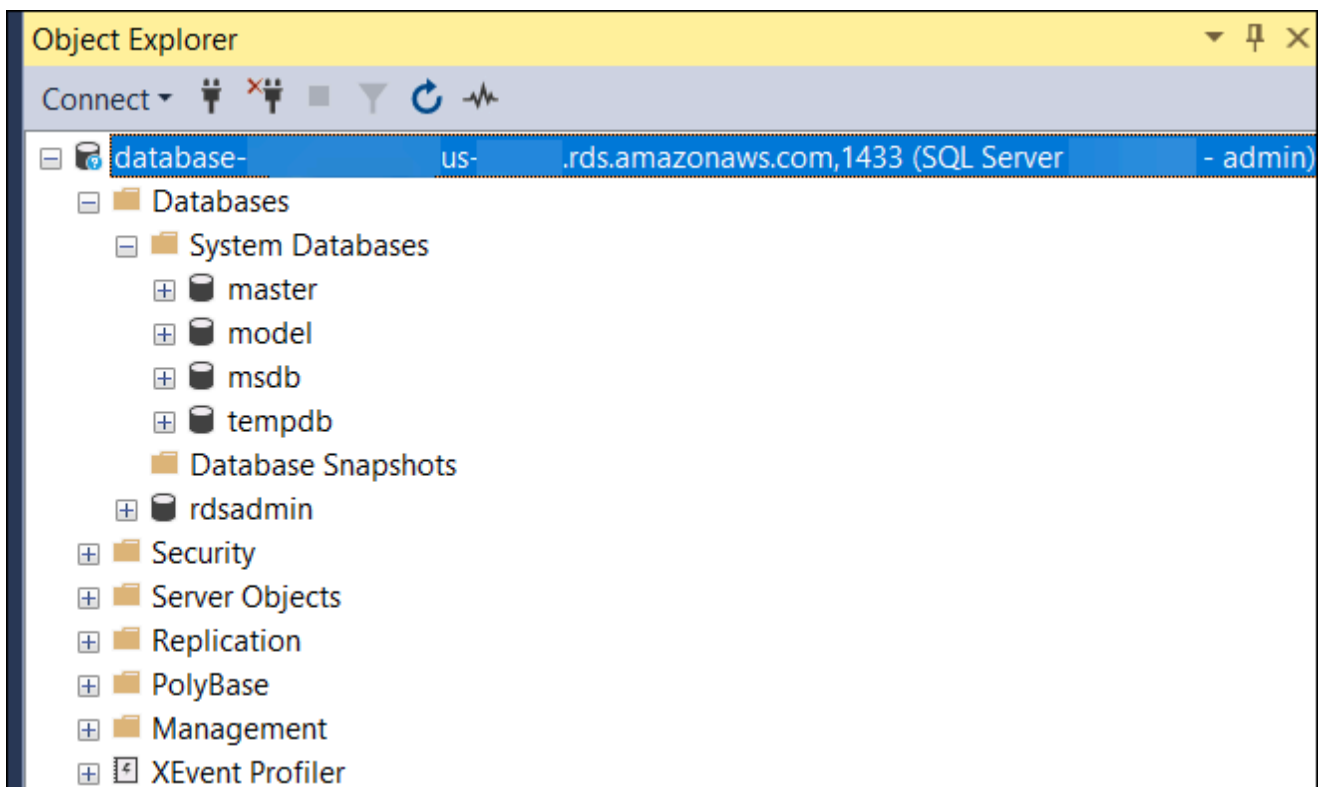 Object Explorer
Connect
database- us- .rds.amazonaws.com,1433 (SQL Server - admin)
Databases
System Databases
master
model
msdb
tempdb
Database Snapshots
rdsadmin
Security
Server Objects
Replication
PolyBase
Management
XEvent Profiler